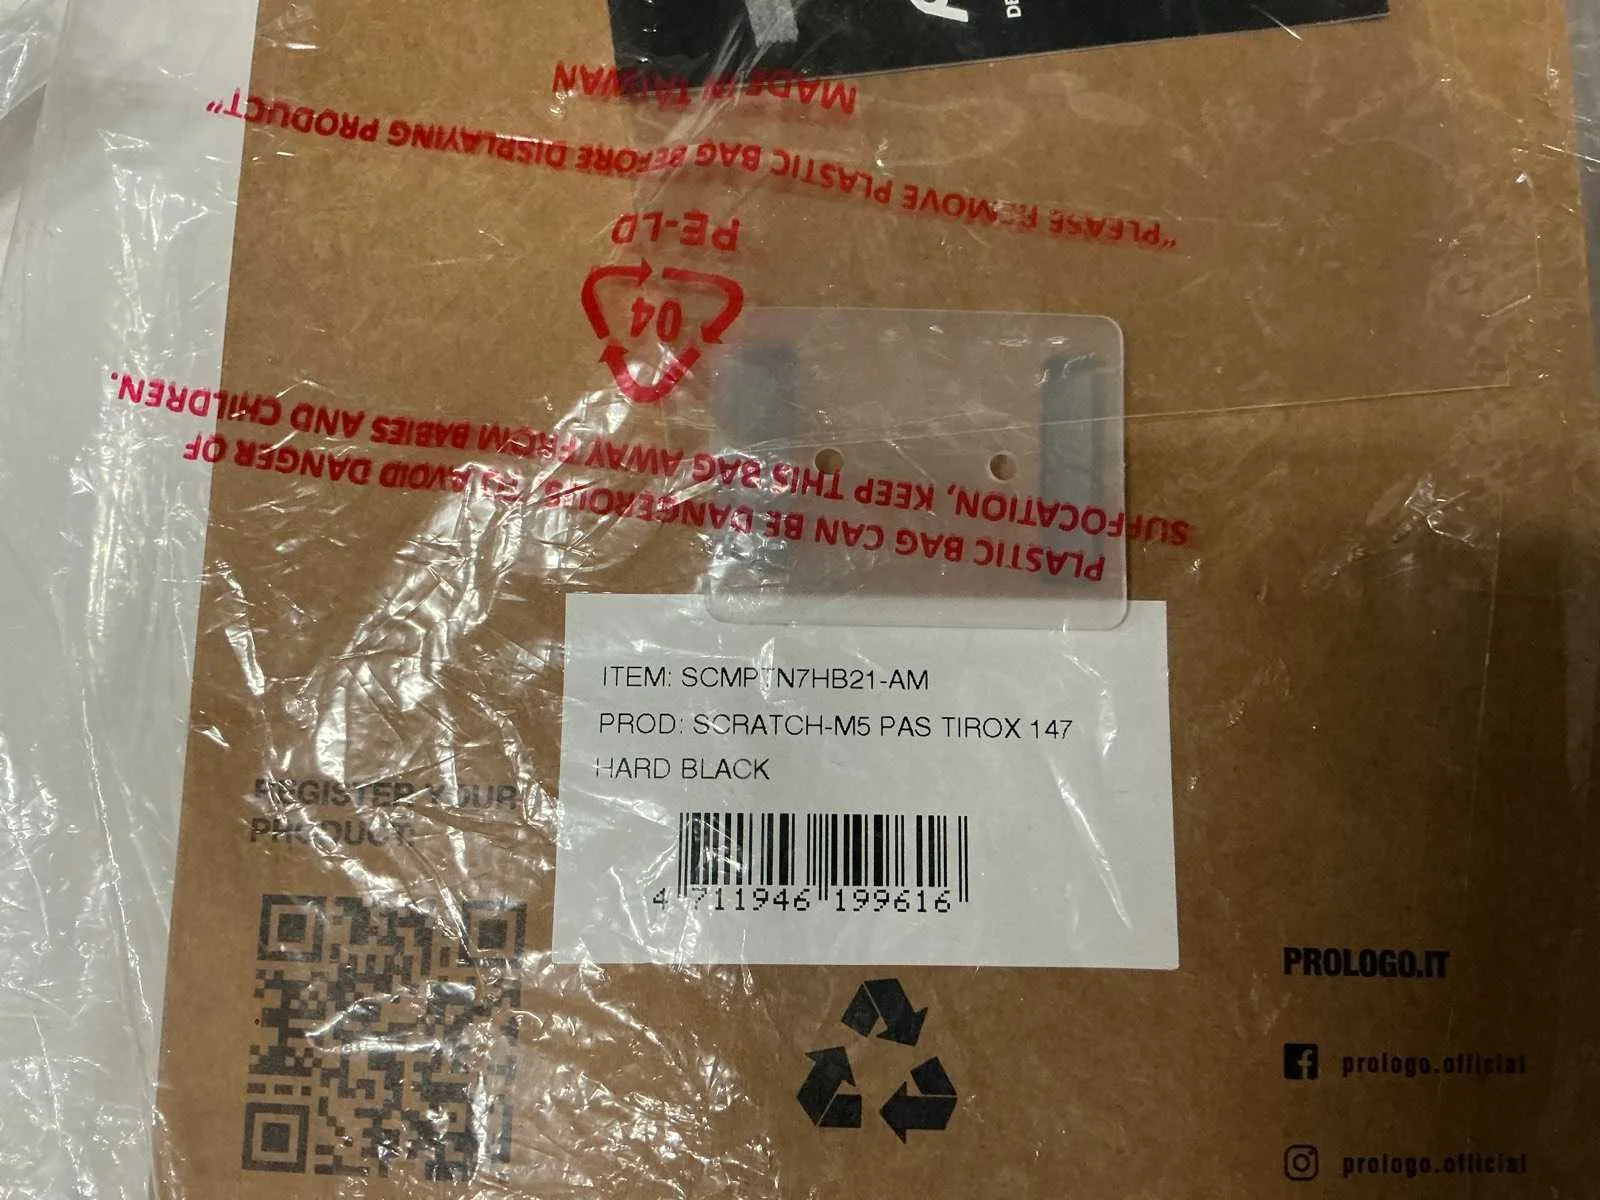 MADE IN TAIWAN
"PLEASE REMOVE PLASTIC BAG BEFORE DISPLAYING PRODUCT"
PE-LD
04
PLASTIC BAG CAN BE DANGEROUS. TO AVOID DANGER OF
SUFFOCATION, KEEP THIS BAG AWAY FROM BABIES AND CHILDREN.
ITEM: SCMPTN7HB21-AM
PROD: SCRATCH-M5 PAS TIROX 147
HARD BLACK
4 711946 199616
REGISTER YOUR
PRODUCT:
PROLOGO.IT
prologo.official
prologo.official